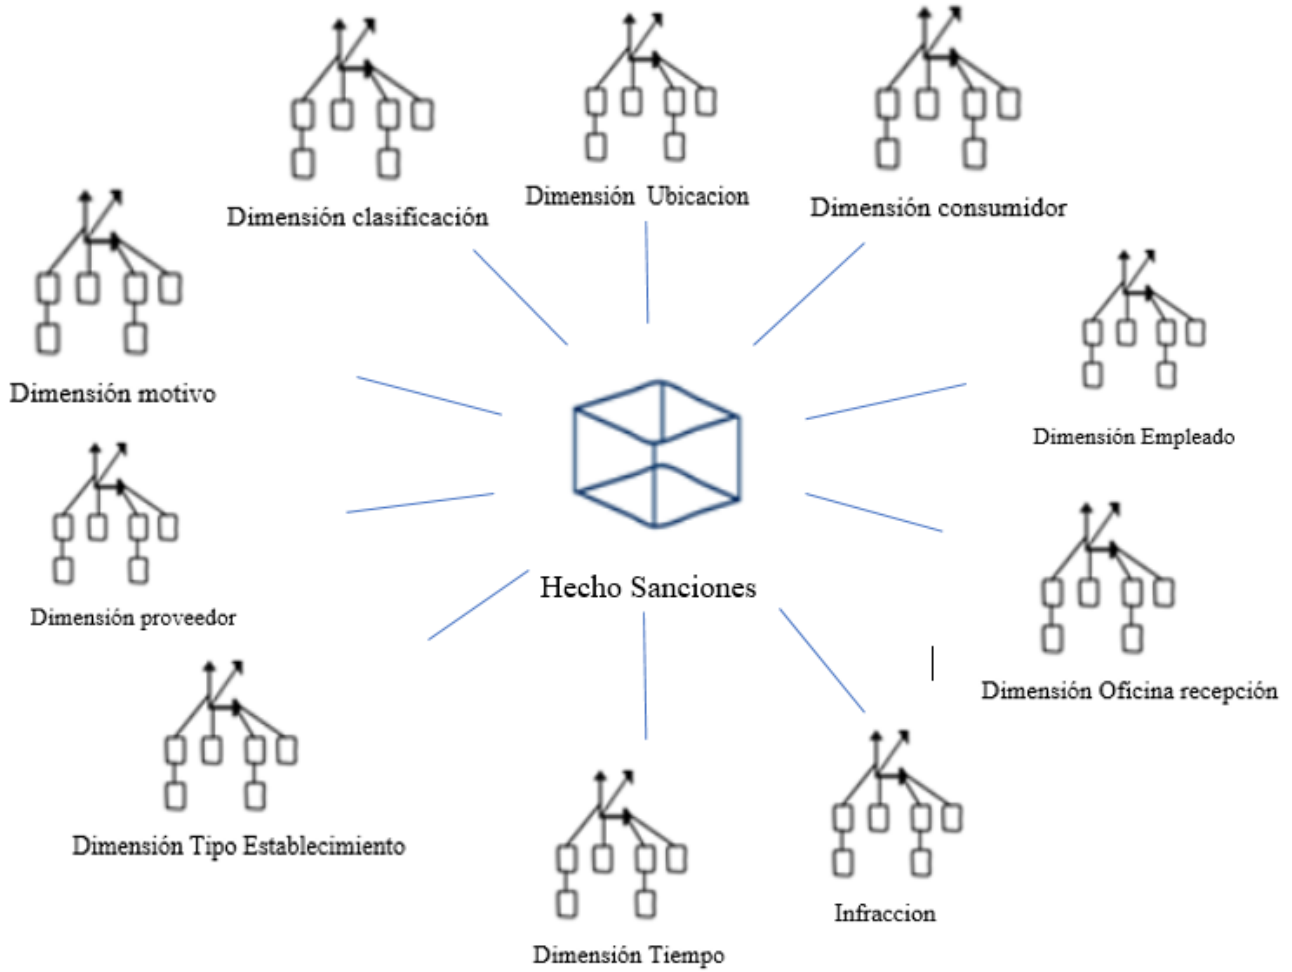 Dimensión clasificación
Dimensión Ubicacion
Dimensión consumidor
Dimensión motivo
Dimensión Empleado
Dimensión proveedor
Hecho Sanciones
Dimensión Oficina recepción
Dimensión Tipo Establecimiento
Infraccion
Dimensión Tiempo